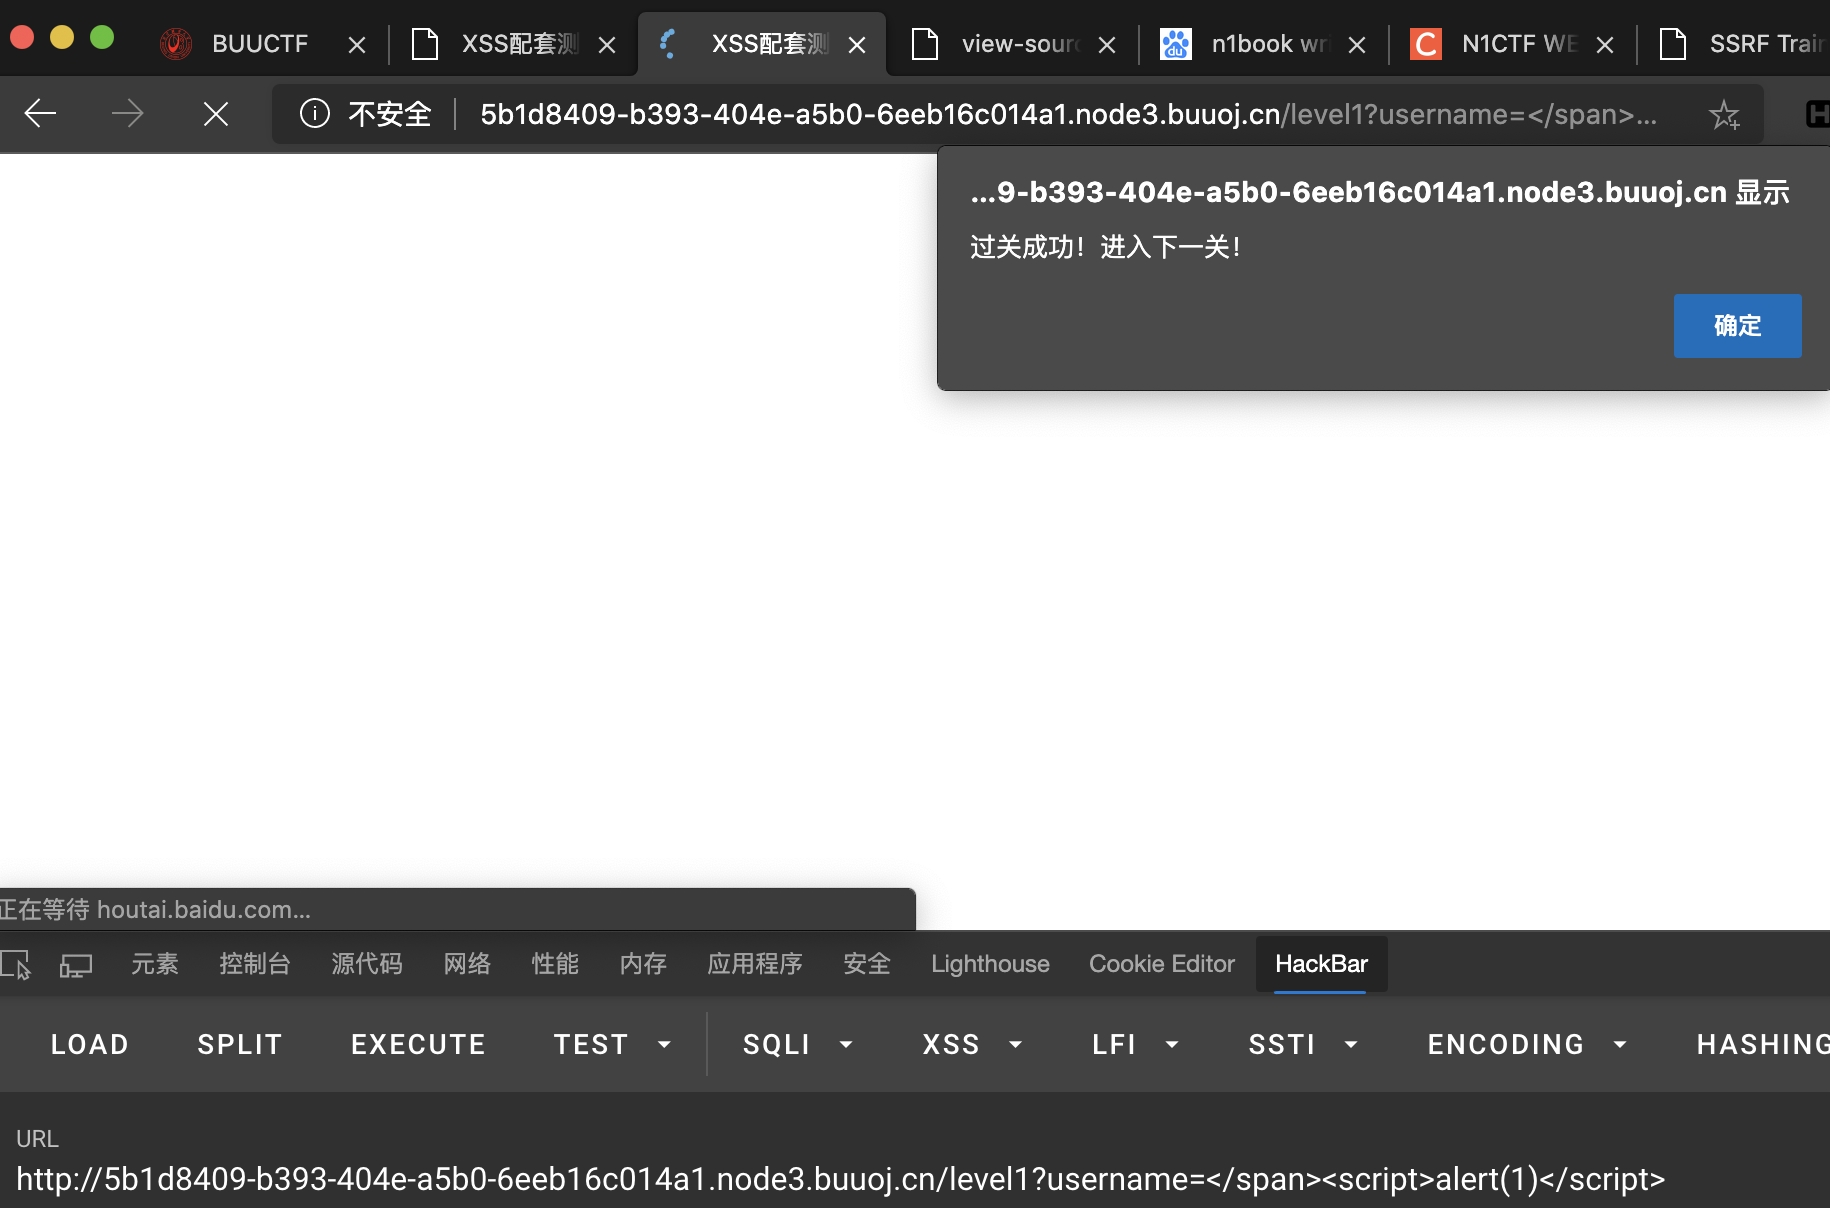 BUUCTF XSS配套测 XSS配套测 view-sour n1book wr N1CTF WE SSRF Trai
不安全 5b1d8409-b393-404e-a5b0-6eeb16c014a1.node3.buuoj.cn/level1?username=</span>...
...9-b393-404e-a5b0-6eeb16c014a1.node3.buuoj.cn 显示
过关成功！进入下一关！
确定
正在等待 houtai.baidu.com...
元素 控制台 源代码 网络 性能 内存 应用程序 安全 Lighthouse Cookie Editor HackBar
LOAD SPLIT EXECUTE TEST SQLI XSS LFI SSTI ENCODING HASHING
URL
http://5b1d8409-b393-404e-a5b0-6eeb16c014a1.node3.buuoj.cn/level1?username=</span><script>alert(1)</script>